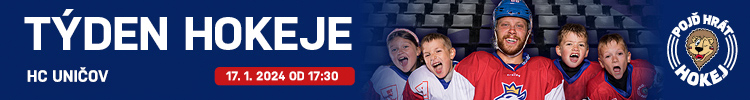 TÝDEN HOKEJE
HC UNIČOV
17. 1. 2024 OD 17:30
POJĎ HRÁT
HOKEJ